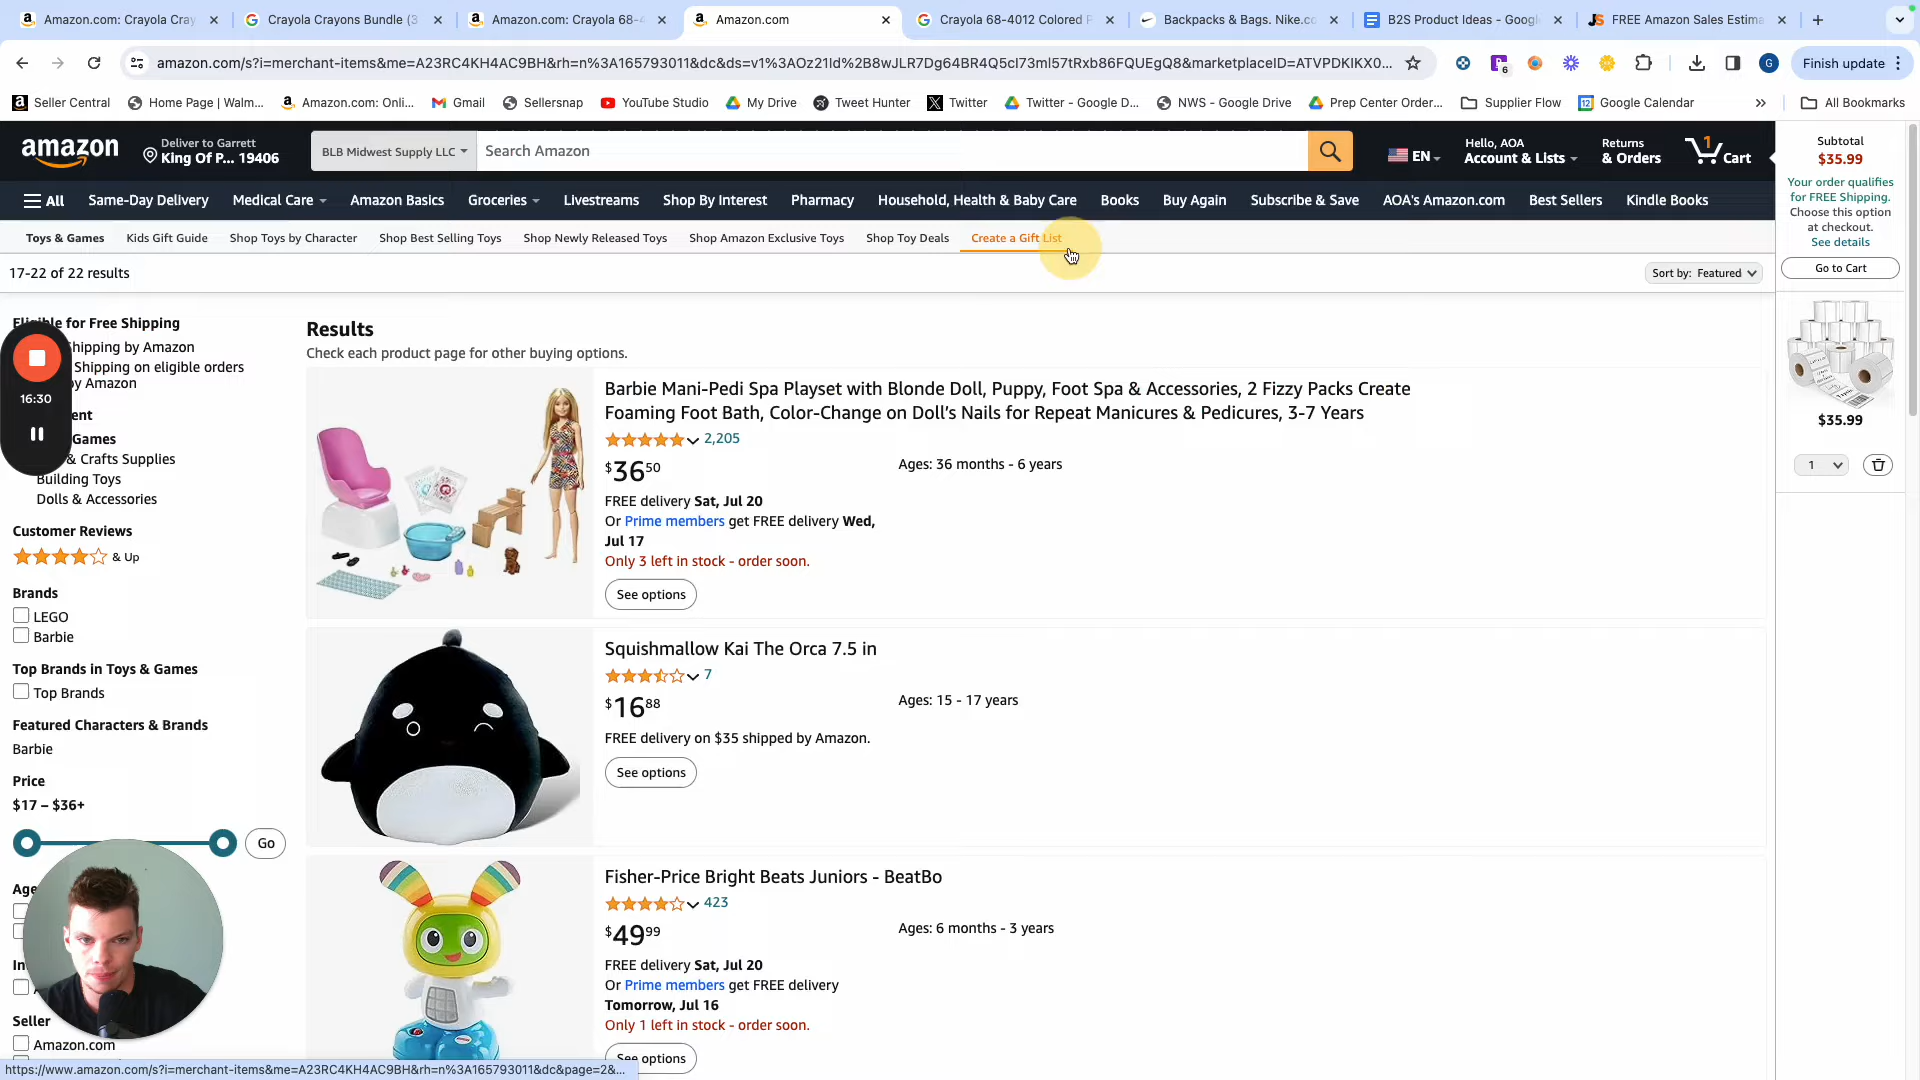 Amazon.com: Crayola Cray
Crayola Crayons Bundle (3
Amazon.com: Crayola 68-4
Amazon.com
Crayola 68-4012 Colored P
Backpacks & Bags. Nike.co
B2S Product Ideas - Googl
FREE Amazon Sales Estima
amazon.com/s?i=merchant-items&me=A23RC4KH4AC9BH&rh=n%3A165793011&dc&ds=v1%3AOz21ld%2B8wJLR7Dg64BR4Q5cl73ml57tRxb86FQUEgQ8&marketplaceID=ATVPDKIKX0...
6
G
Finish update
Seller Central
Home Page | Walm...
Amazon.com: Onli...
Gmail
Sellersnap
YouTube Studio
My Drive
Tweet Hunter
Twitter
Twitter - Google D...
NWS - Google Drive
Prep Center Order...
Supplier Flow
Google Calendar
All Bookmarks
amazon
Deliver to Garrett
King Of P... 19406
BLB Midwest Supply LLC
Search Amazon
EN
Hello, AOA
Account & Lists
Returns
& Orders
1
Cart
All
Same-Day Delivery
Medical Care
Amazon Basics
Groceries
Livestreams
Shop By Interest
Pharmacy
Household, Health & Baby Care
Books
Buy Again
Subscribe & Save
AOA's Amazon.com
Best Sellers
Kindle Books
Toys & Games
Kids Gift Guide
Shop Toys by Character
Shop Best Selling Toys
Shop Newly Released Toys
Shop Amazon Exclusive Toys
Shop Toy Deals
Create a Gift List
17-22 of 22 results
Sort by: Featured
Subtotal
$35.99
Your order qualifies
for FREE Shipping.
Choose this option
at checkout.
See details
Go to Cart
$35.99
1
for Free Shipping
hipping by Amazon
Shipping on eligible orders
by Amazon
Games
& Crafts Supplies
Building Toys
Dolls & Accessories
16:30
Customer Reviews
& Up
Brands
LEGO
Barbie
Top Brands in Toys & Games
Top Brands
Featured Characters & Brands
Barbie
Price
$17 – $36+
Go
Seller
Amazon.com
Results
Check each product page for other buying options.
Barbie Mani-Pedi Spa Playset with Blonde Doll, Puppy, Foot Spa & Accessories, 2 Fizzy Packs Create
Foaming Foot Bath, Color-Change on Doll's Nails for Repeat Manicures & Pedicures, 3-7 Years
2,205
$36 50
Ages: 36 months - 6 years
FREE delivery Sat, Jul 20
Or Prime members get FREE delivery Wed,
Jul 17
Only 3 left in stock - order soon.
See options
Squishmallow Kai The Orca 7.5 in
7
$16 88
Ages: 15 - 17 years
FREE delivery on $35 shipped by Amazon.
See options
Fisher-Price Bright Beats Juniors - BeatBo
423
$49 99
Ages: 6 months - 3 years
FREE delivery Sat, Jul 20
Or Prime members get FREE delivery
Tomorrow, Jul 16
Only 1 left in stock - order soon.
See options
https://www.amazon.com/s?i=merchant-items&me=A23RC4KH4AC9BH&rh=n%3A165793011&dc&page=2&...